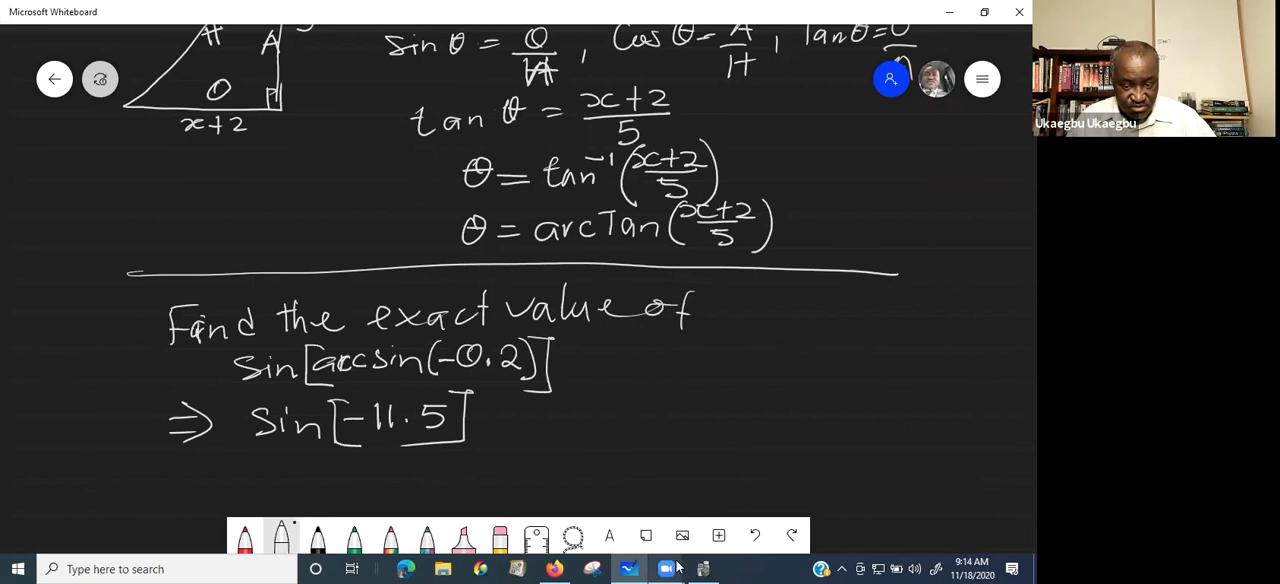 Microsoft Whiteboard
H A
sin θ = O/H , Cos θ = A/H , Tan θ = O/A
O
x+2
tan θ = x+2/5
θ = tan⁻¹(x+2/5)
θ = arcTan(x+2/5)
Find the exact value of
sin[arcsin(-0.2)]
⇒ sin[-11.5]
Ukaegbu Ukaegbu
A
Type here to search
9:14 AM
11/18/2020